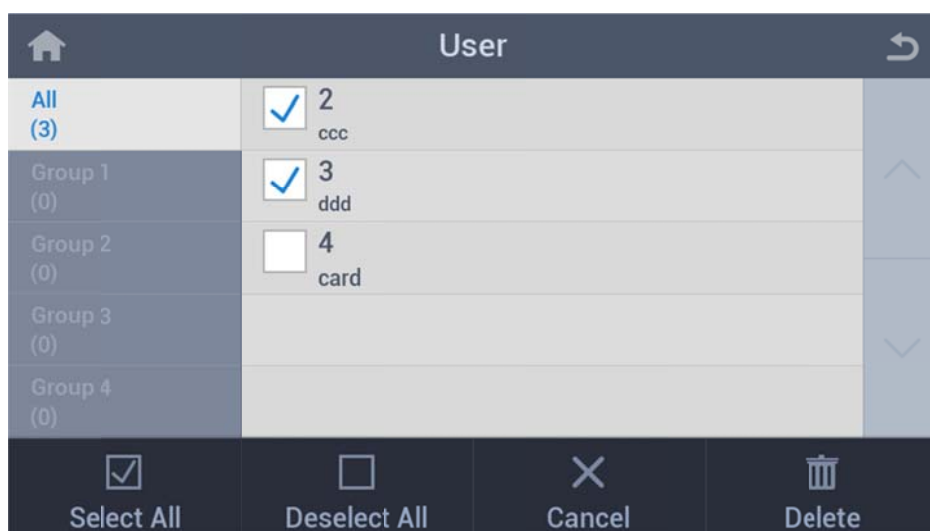 User
All
(3)
Group 1
(0)
Group 2
(0)
Group 3
(0)
Group 4
(0)
2
ccc
3
ddd
4
card
Select All
Deselect All
Cancel
Delete